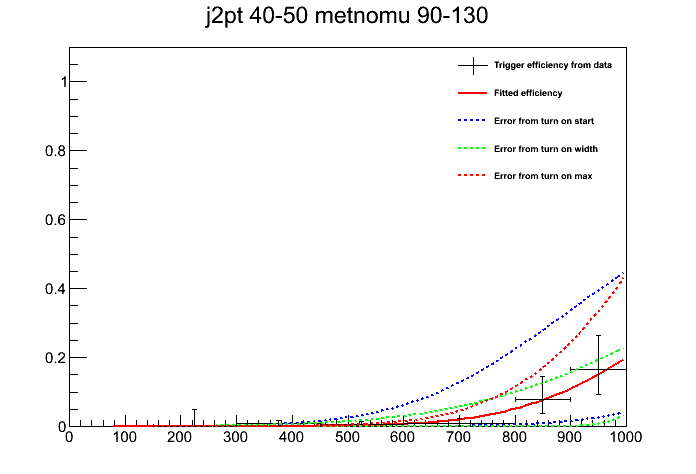 j2pt 40-50 metnomu 90-130
Trigger efficiency from data
Fitted efficiency
Error from turn on start
Error from turn on width
Error from turn on max
1
0.8
0.6
0.4
0.2
0
0 100 200 300 400 500 600 700 800 900 1000